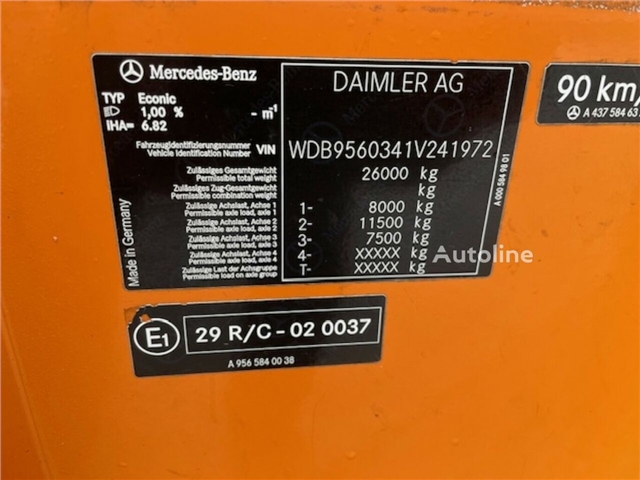 Mercedes-Benz
DAIMLER AG
TYP Econic
1,00 % - m⁻¹
IHA= 6.82
Fahrzeugidentifizierungsnummer
Vehicle Identification Number VIN
WDB9560341V241972
Zulässiges Gesamtgewicht
Permissible total weight
26000 kg
Zulässiges Zug-Gesamtgewicht
Permissible combination weight
kg
Zulässige Achslast, Achse 1
Permissible axle load, axle 1
1- 8000 kg
Zulässige Achslast, Achse 2
Permissible axle load, axle 2
2- 11500 kg
Zulässige Achslast, Achse 3
Permissible axle load, axle 3
3- 7500 kg
Zulässige Achslast, Achse 4
Permissible axle load, axle 4
4- XXXXX kg
Zulässige Last der Achsgruppe
Permissible load on axle group
T- XXXXX kg
Made in Germany
A 000 584 98 01
90 km/
A 437 584 63
Autoline
E1
29 R/C - 02 0037
A 956 584 00 38